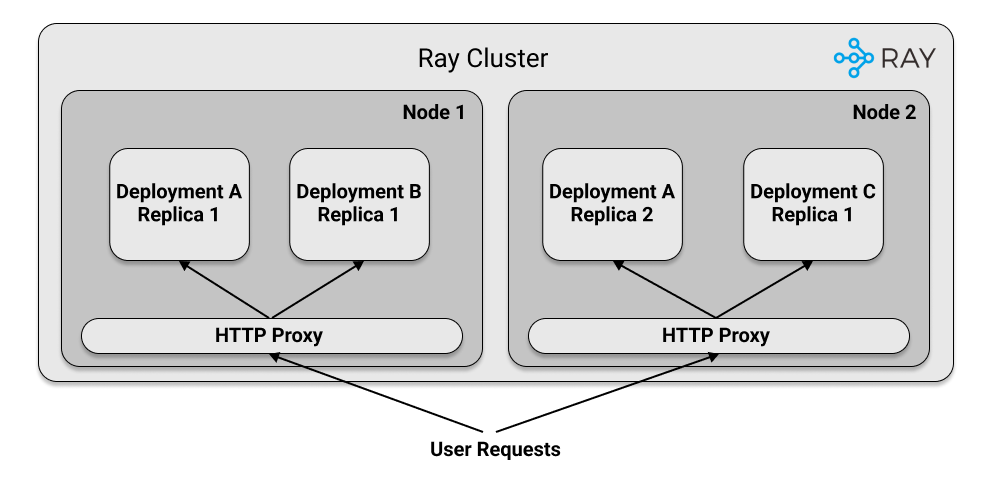 Ray Cluster
RAY
Node 1
Node 2
Deployment A
Replica 1
Deployment B
Replica 1
Deployment A
Replica 2
Deployment C
Replica 1
HTTP Proxy
HTTP Proxy
User Requests